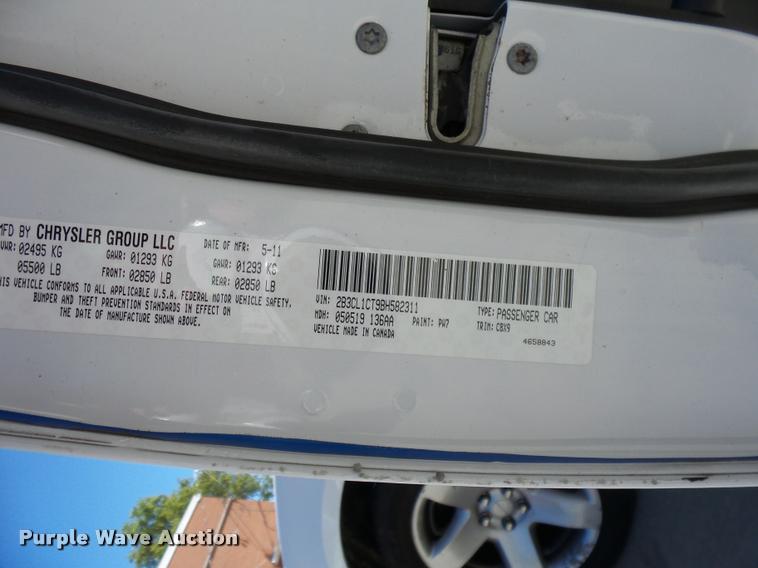 MFD BY CHRYSLER GROUP LLC DATE OF MFR: 5-11
GVWR: 02495 KG GAWR: 01293 KG GAWR: 01293 KG
05500 LB FRONT: 02850 LB REAR: 02850 LB
THIS VEHICLE CONFORMS TO ALL APPLICABLE U.S.A. FEDERAL MOTOR VEHICLE SAFETY,
BUMPER AND THEFT PREVENTION STANDARDS IN EFFECT ON
THE DATE OF MANUFACTURE SHOWN ABOVE.
VIN: 2B3CL1CT9BH582311 TYPE: PASSENGER CAR
MDH: 050519 136AA PAINT: PW7 TRIM: CBX9
VEHICLE MADE IN CANADA 4658843
Purple Wave Auction